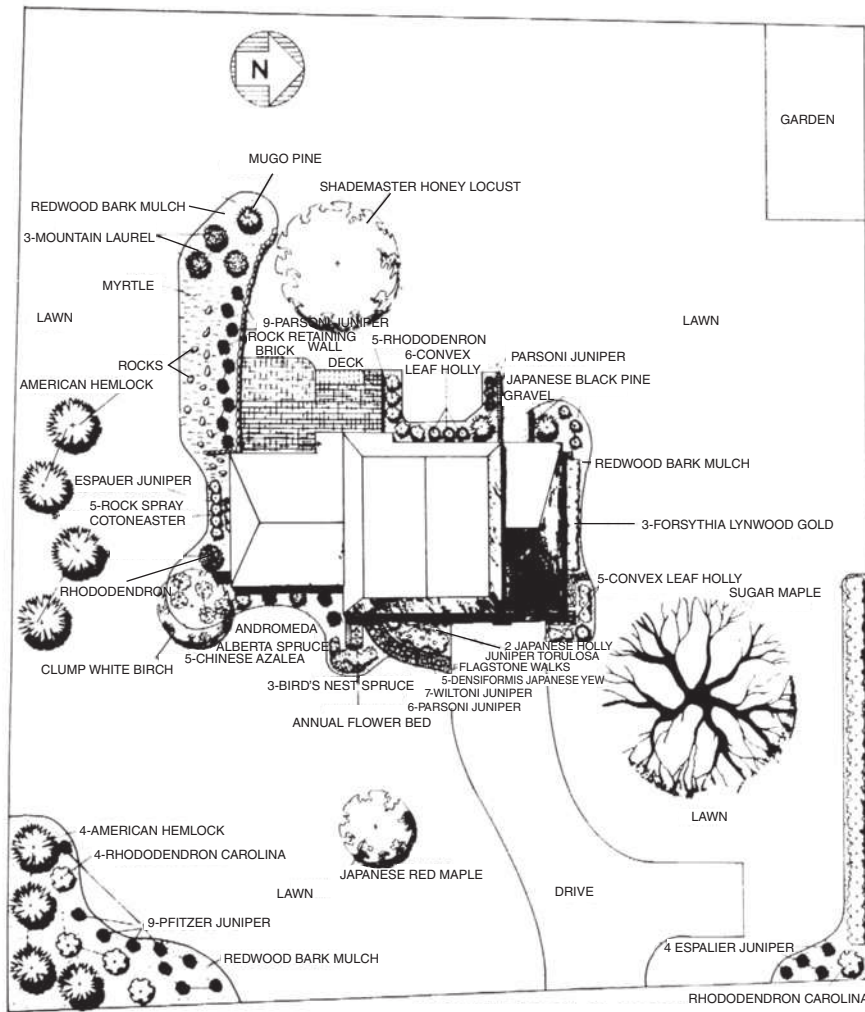 N
GARDEN
MUGO PINE
SHADEMASTER HONEY LOCUST
REDWOOD BARK MULCH
3-MOUNTAIN LAUREL
MYRTLE
LAWN
LAWN
9-PARSONI JUNIPER
ROCK RETAINING
WALL
BRICK
DECK
5-RHODODENRON
6-CONVEX
LEAF HOLLY
PARSONI JUNIPER
JAPANESE BLACK PINE
GRAVEL
ROCKS
AMERICAN HEMLOCK
REDWOOD BARK MULCH
ESPAUER JUNIPER
5-ROCK SPRAY
COTONEASTER
3-FORSYTHIA LYNWOOD GOLD
RHODODENDRON
5-CONVEX LEAF HOLLY
SUGAR MAPLE
ANDROMEDA
ALBERTA SPRUCE
5-CHINESE AZALEA
CLUMP WHITE BIRCH
2 JAPANESE HOLLY
JUNIPER TORULOSA
FLAGSTONE WALKS
5-DENSIFORMIS JAPANESE YEW
7-WILTONI JUNIPER
6-PARSONI JUNIPER
3-BIRD'S NEST SPRUCE
ANNUAL FLOWER BED
LAWN
4-AMERICAN HEMLOCK
4-RHODODENDRON CAROLINA
JAPANESE RED MAPLE
LAWN
DRIVE
9-PFITZER JUNIPER
REDWOOD BARK MULCH
4 ESPALIER JUNIPER
RHODODENDRON CAROLINA